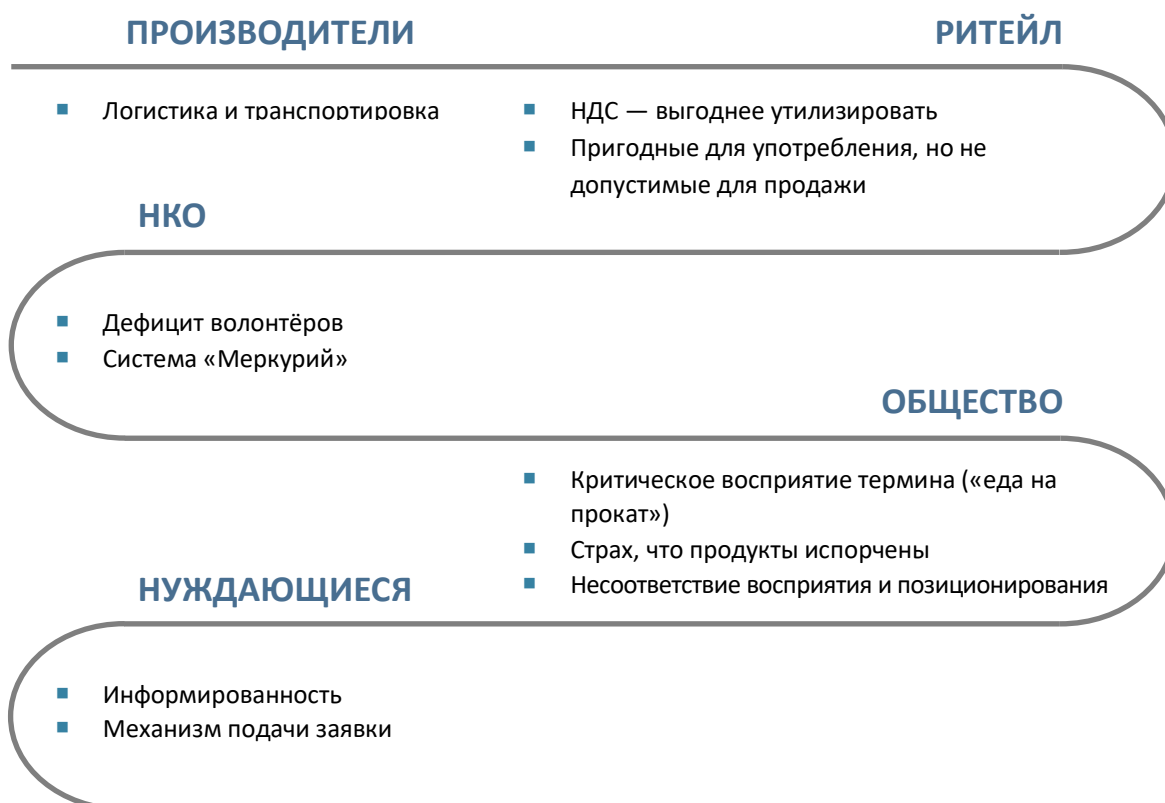 ПРОИЗВОДИТЕЛИ
РИТЕЙЛ
Логистика и транспортировка
НДС — выгоднее утилизировать
Пригодные для употребления, но не
допустимые для продажи
НКО
Дефицит волонтёров
Система «Меркурий»
ОБЩЕСТВО
Критическое восприятие термина («еда на
прокат»)
Страх, что продукты испорчены
Несоответствие восприятия и позиционирования
НУЖДАЮЩИЕСЯ
Информированность
Механизм подачи заявки